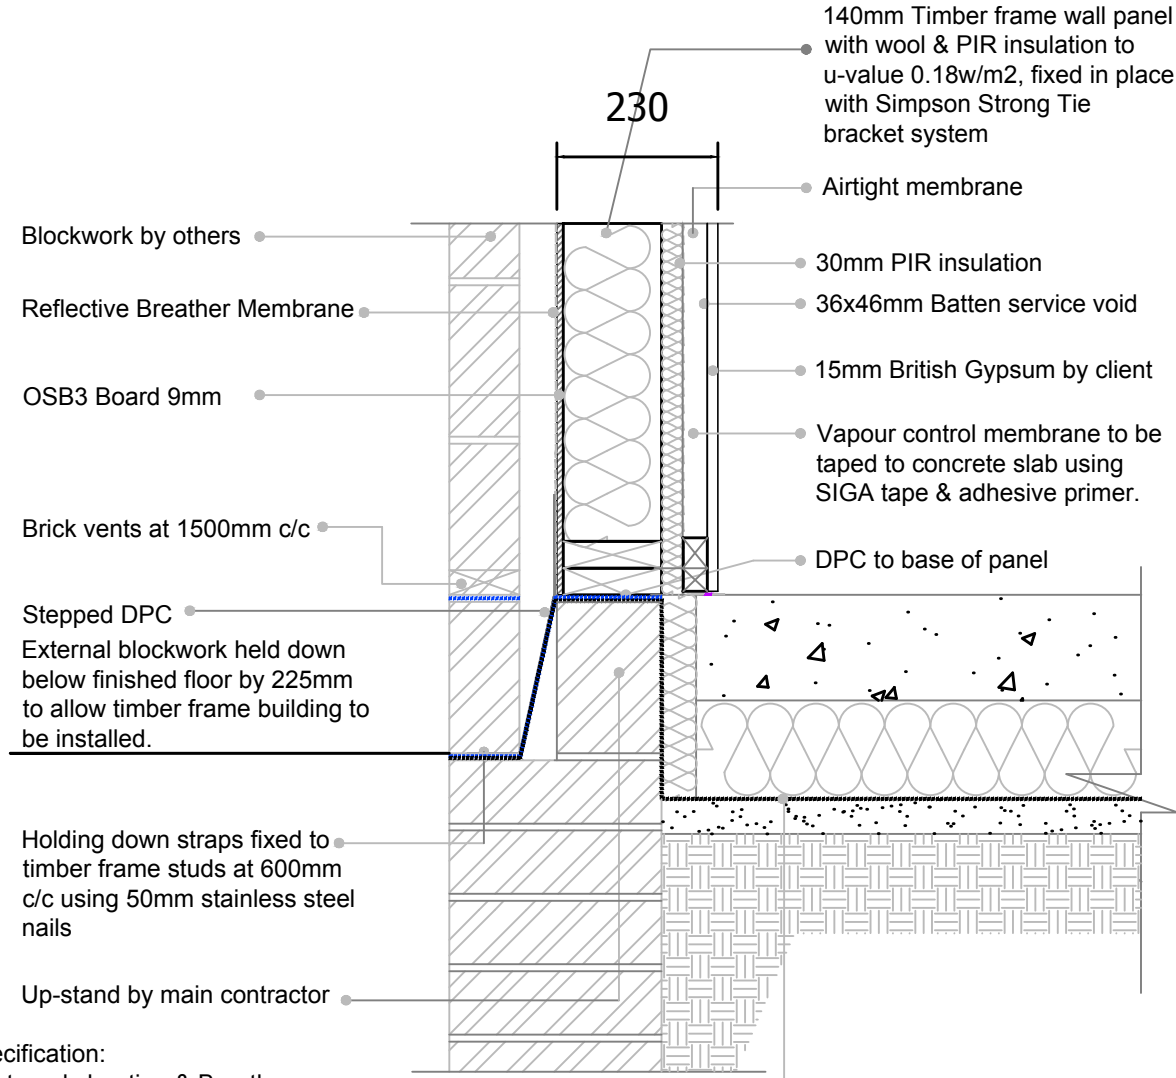 140mm Timber frame wall panel
with wool & PIR insulation to
u-value 0.18w/m2, fixed in place
with Simpson Strong Tie
bracket system
230
Airtight membrane
Blockwork by others
30mm PIR insulation
Reflective Breather Membrane
36x46mm Batten service void
15mm British Gypsum by client
OSB3 Board 9mm
Vapour control membrane to be
taped to concrete slab using
SIGA tape & adhesive primer.
Brick vents at 1500mm c/c
DPC to base of panel
Stepped DPC
External blockwork held down
below finished floor by 225mm
to allow timber frame building to
be installed.
Holding down straps fixed to
timber frame studs at 600mm
c/c using 50mm stainless steel
nails
Up-stand by main contractor
ecification: